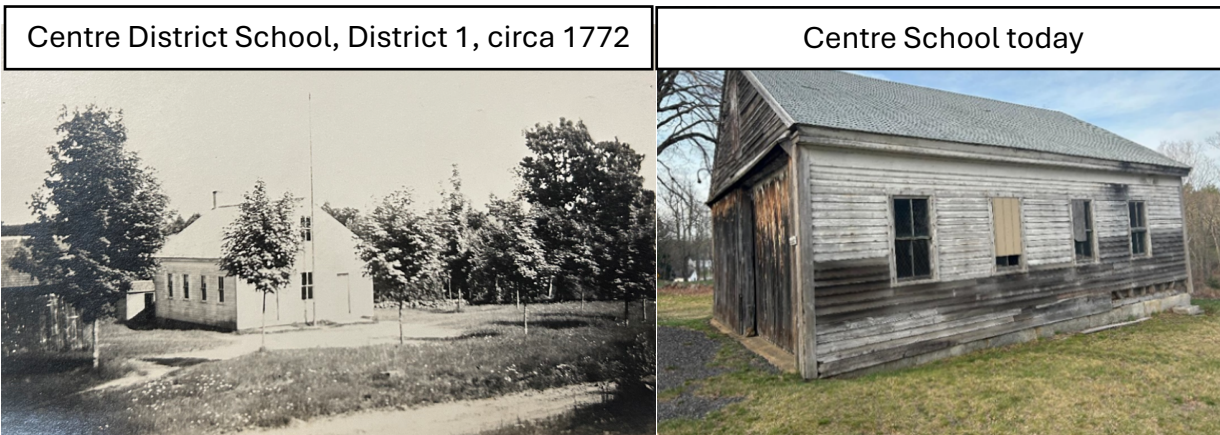 Centre District School, District 1, circa 1772
Centre School today